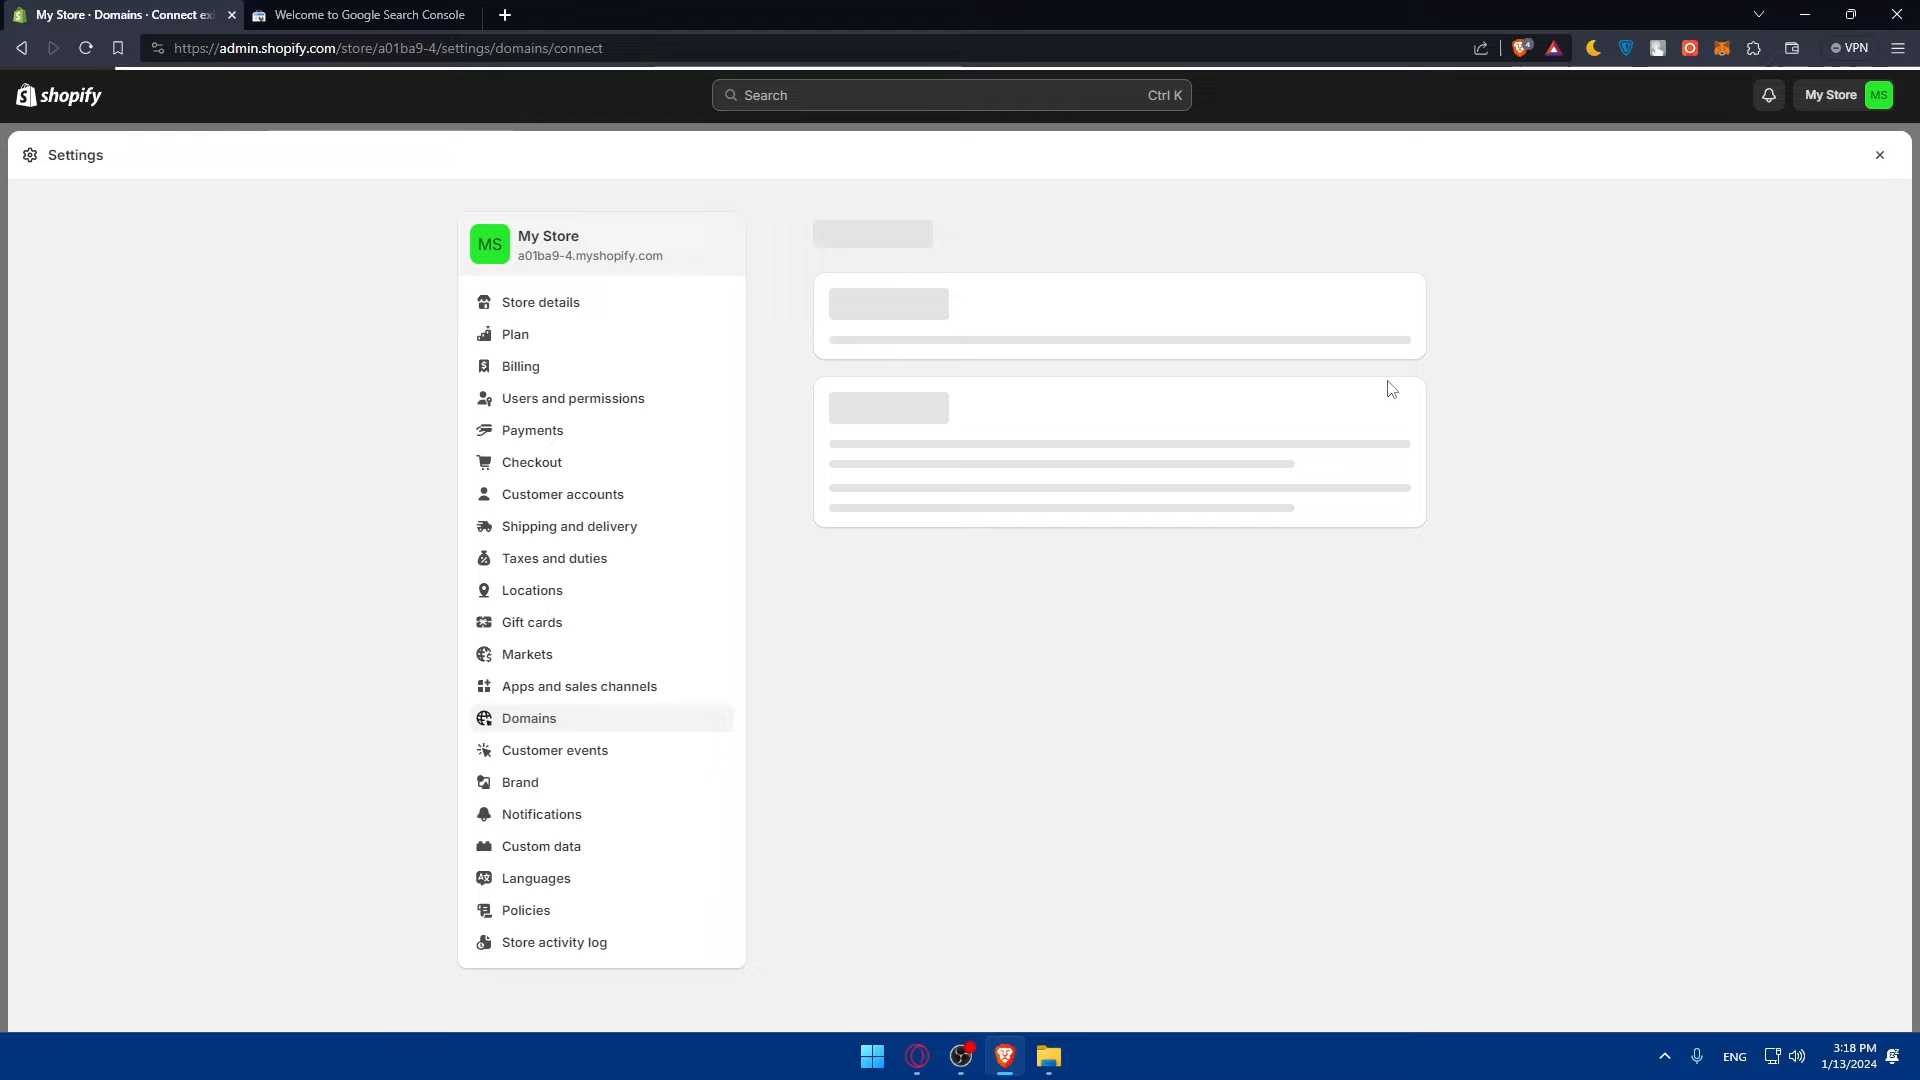 My Store · Domains · Connect exi
Welcome to Google Search Console
https://admin.shopify.com/store/a01ba9-4/settings/domains/connect
4
VPN
shopify
Search
Ctrl K
My Store
MS
Settings
MS
My Store
a01ba9-4.myshopify.com
Store details
Plan
Billing
Users and permissions
Payments
Checkout
Customer accounts
Shipping and delivery
Taxes and duties
Locations
Gift cards
Markets
Apps and sales channels
Domains
Customer events
Brand
Notifications
Custom data
Languages
Policies
Store activity log
ENG
3:18 PM
1/13/2024